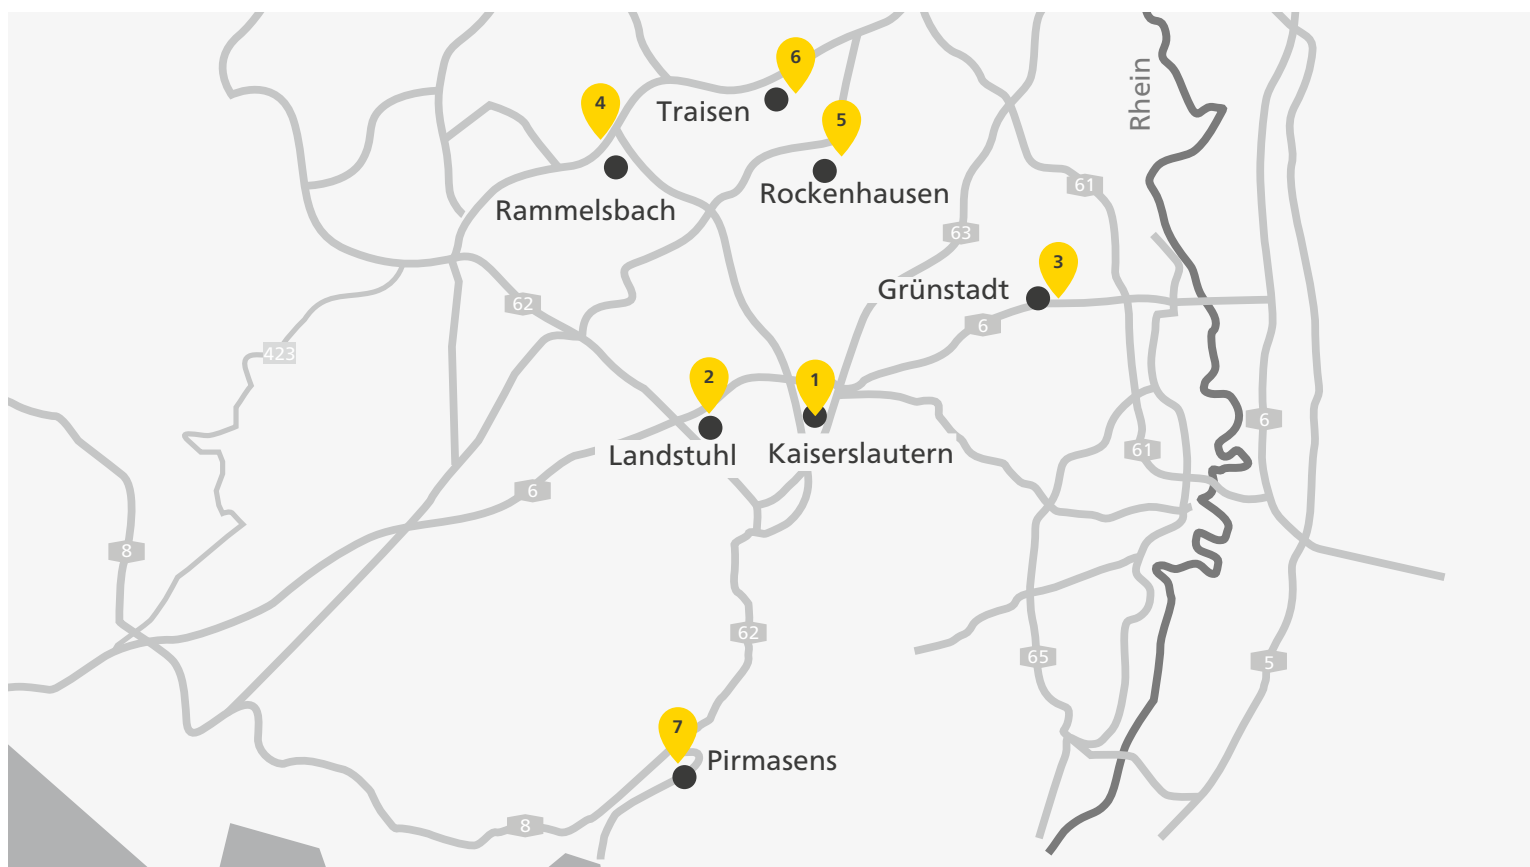 6
4
Traisen
5
Rhein
Rammelsbach
Rockenhausen
61
63
3
Grünstadt
62
6
423
2
1
6
61
Landstuhl
Kaiserslautern
6
8
62
65
5
7
Pirmasens
8